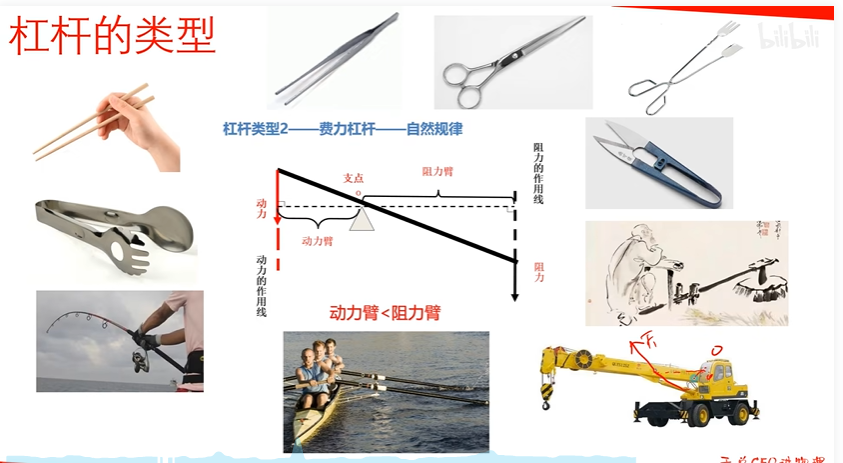 杠杆的类型
bilibili
杠杆类型2——费力杠杆——自然规律
支点
o
阻力臂
阻力的作用线
动力
动力臂
动力的作用线
阻力
动力臂<阻力臂
F₁
O